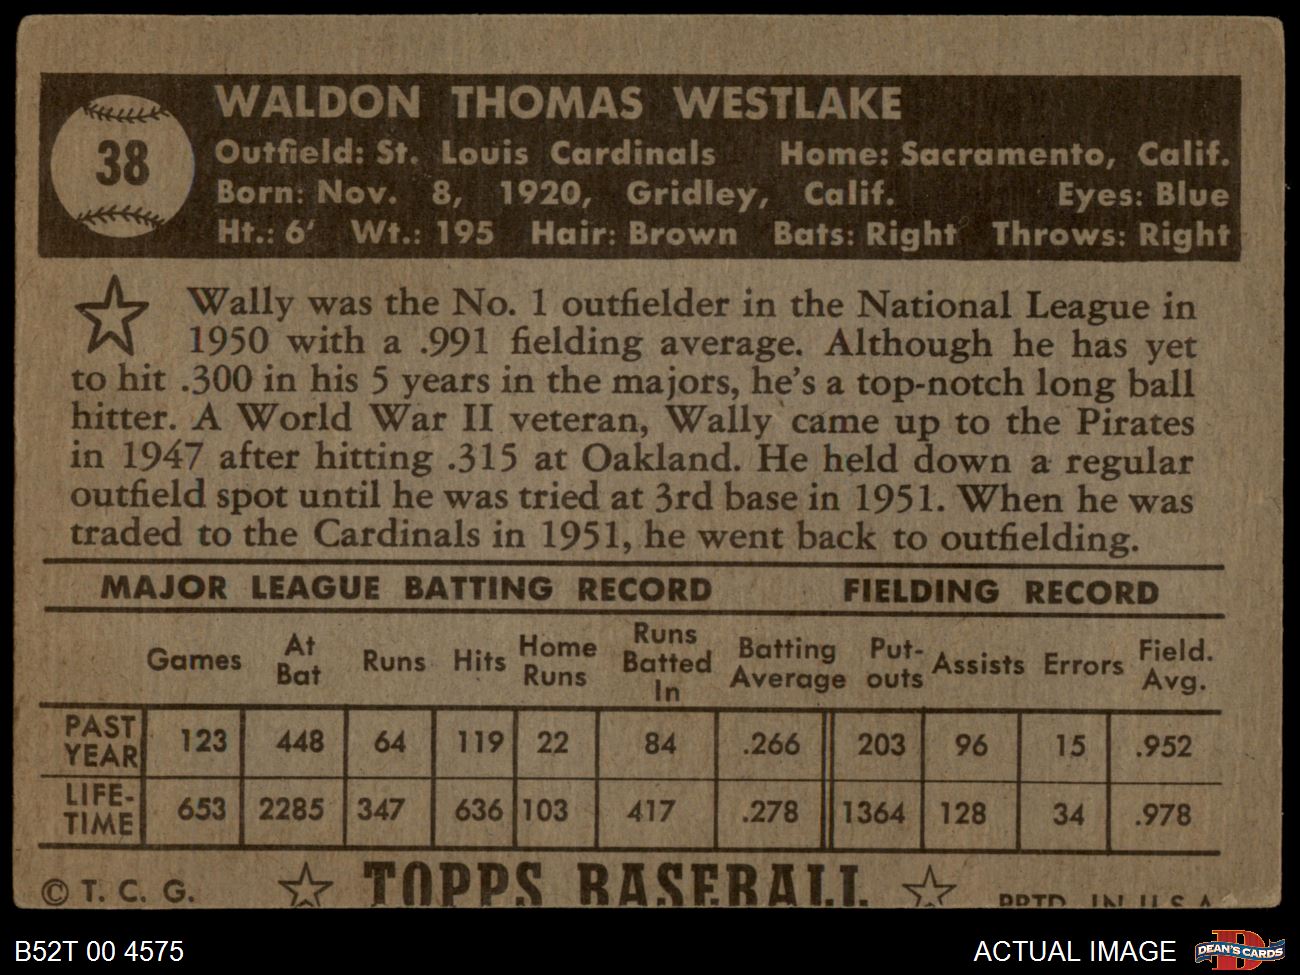 38
WALDON THOMAS WESTLAKE
Outfield: St. Louis Cardinals Home: Sacramento, Calif.
Born: Nov. 8, 1920, Gridley, Calif. Eyes: Blue
Ht.: 6' Wt.: 195 Hair: Brown Bats: Right Throws: Right
Wally was the No. 1 outfielder in the National League in
1950 with a .991 fielding average. Although he has yet
to hit .300 in his 5 years in the majors, he's a top-notch long ball
hitter. A World War II veteran, Wally came up to the Pirates
in 1947 after hitting .315 at Oakland. He held down a regular
outfield spot until he was tried at 3rd base in 1951. When he was
traded to the Cardinals in 1951, he went back to outfielding.
MAJOR LEAGUE BATTING RECORD FIELDING RECORD
Games At Bat Runs Hits Home Runs Runs Batted In Batting Average Put-outs Assists Errors Field. Avg.
PAST YEAR 123 448 64 119 22 84 .266 203 96 15 .952
LIFE-TIME 653 2285 347 636 103 417 .278 1364 128 34 .978
© T. C. G. TOPPS BASEBALL PRTD. IN U.S.A.
B52T 00 4575 ACTUAL IMAGE DEAN'S CARDS